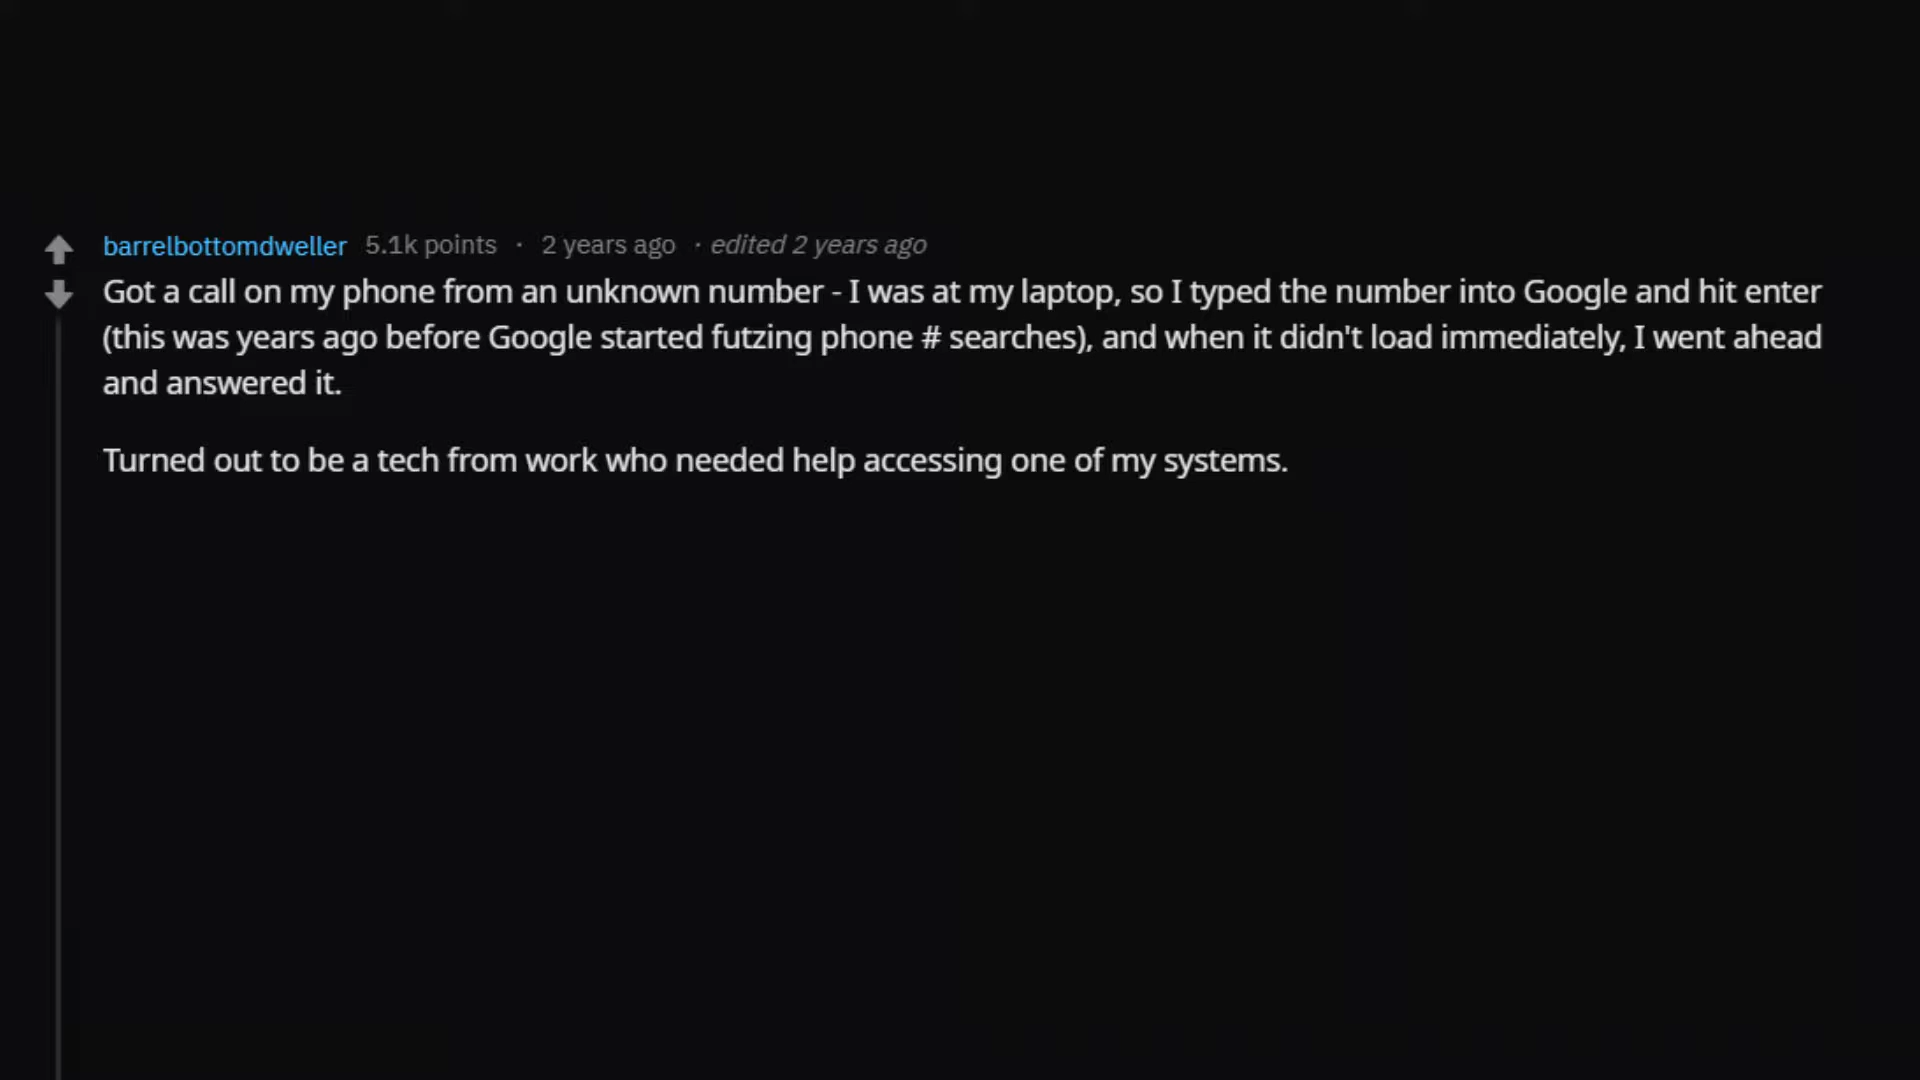 barrelbottomdweller 5.1k points · 2 years ago · edited 2 years ago
Got a call on my phone from an unknown number - I was at my laptop, so I typed the number into Google and hit enter
(this was years ago before Google started futzing phone # searches), and when it didn't load immediately, I went ahead
and answered it.
Turned out to be a tech from work who needed help accessing one of my systems.